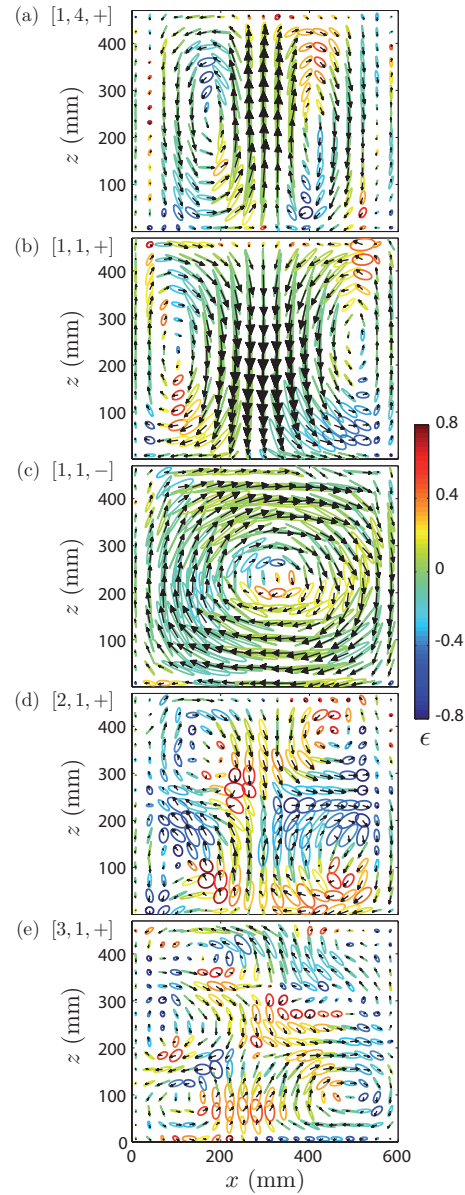 (a) [1, 4, +]
400
300
200
100
z (mm)
(b) [1, 1, +]
400
300
200
100
z (mm)
(c) [1, 1, −]
400
300
200
100
z (mm)
0.8
0.4
0
-0.4
-0.8
ϵ
(d) [2, 1, +]
400
300
200
100
z (mm)
(e) [3, 1, +]
400
300
200
100
0
z (mm)
0 200 400 600
x (mm)